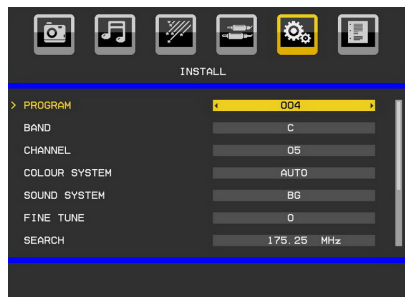 INSTALL
> PROGRAM 004
BAND C
CHANNEL 05
COLOUR SYSTEM AUTO
SOUND SYSTEM BG
FINE TUNE 0
SEARCH 175.25 MHz